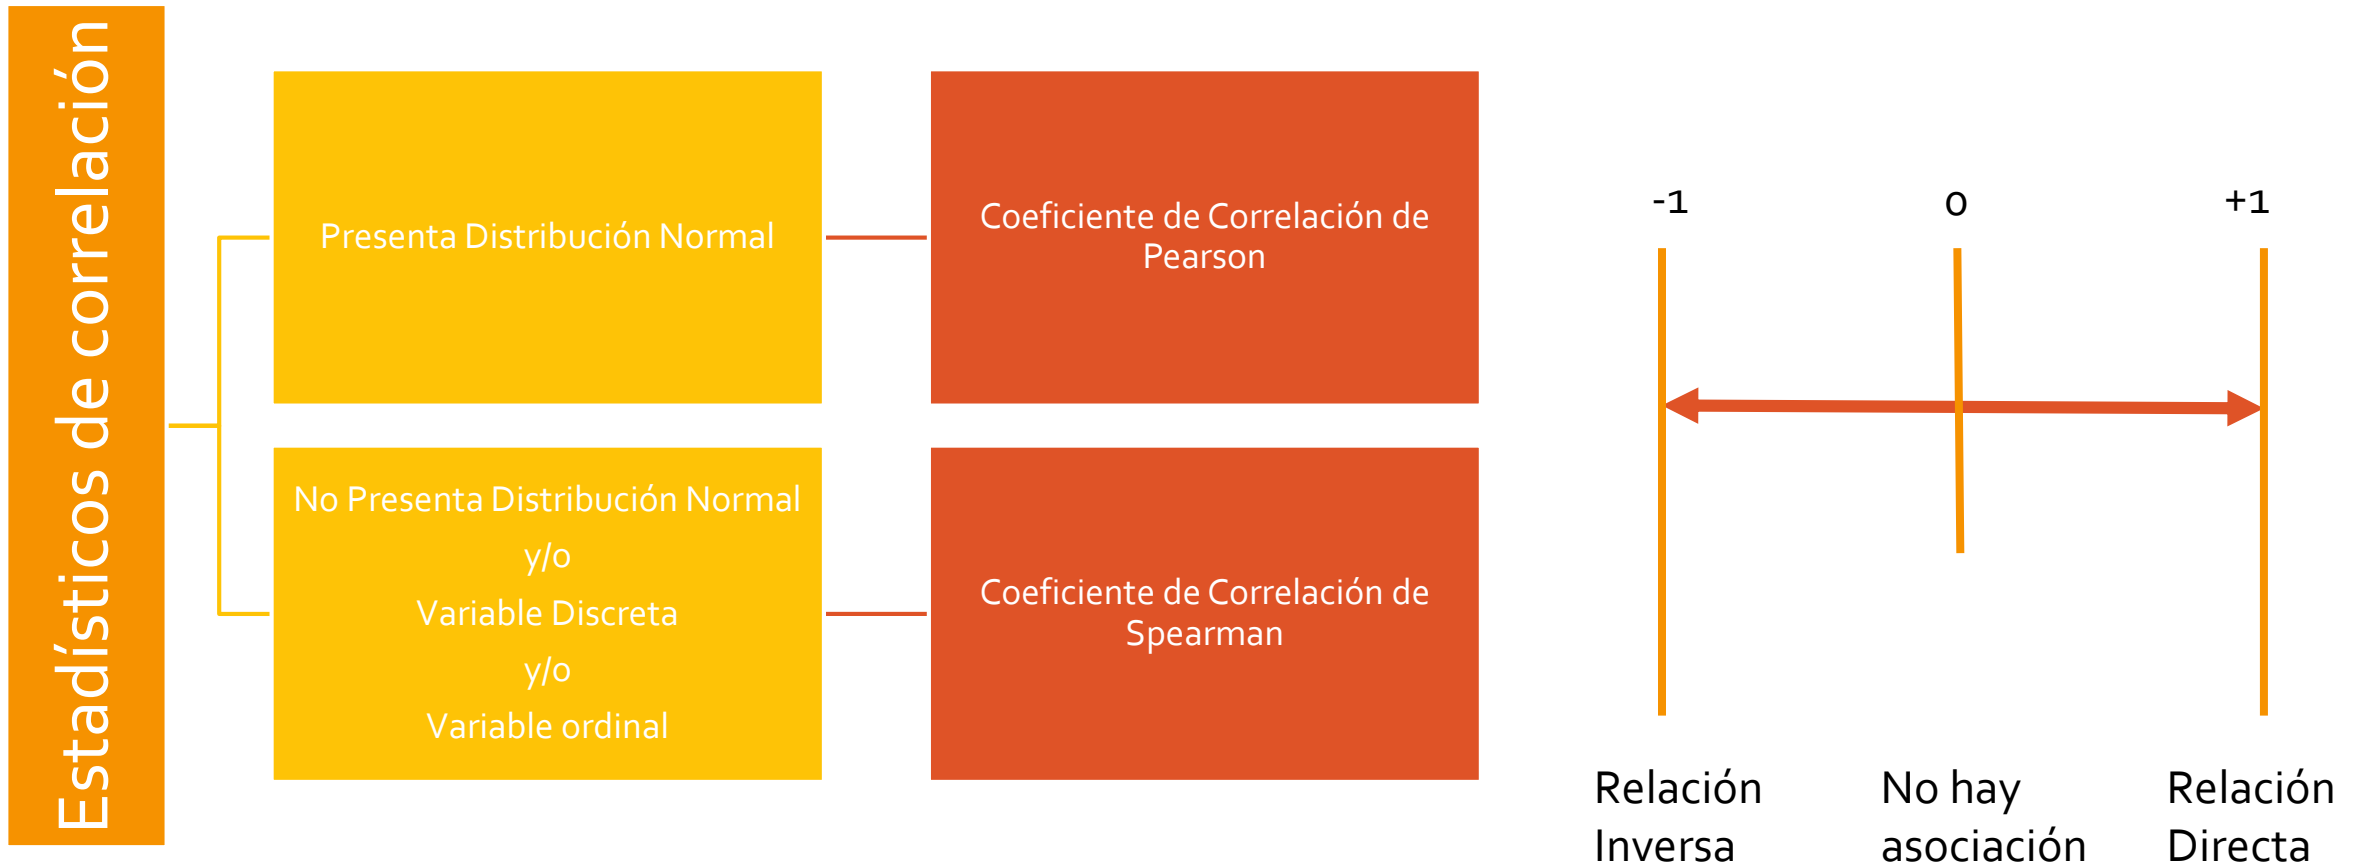 Estadísticos de correlación
Presenta Distribución Normal
Coeficiente de Correlación de
Pearson
No Presenta Distribución Normal
y/o
Variable Discreta
y/o
Variable ordinal
Coeficiente de Correlación de
Spearman
-1
0
+1
Relación
Inversa
No hay
asociación
Relación
Directa